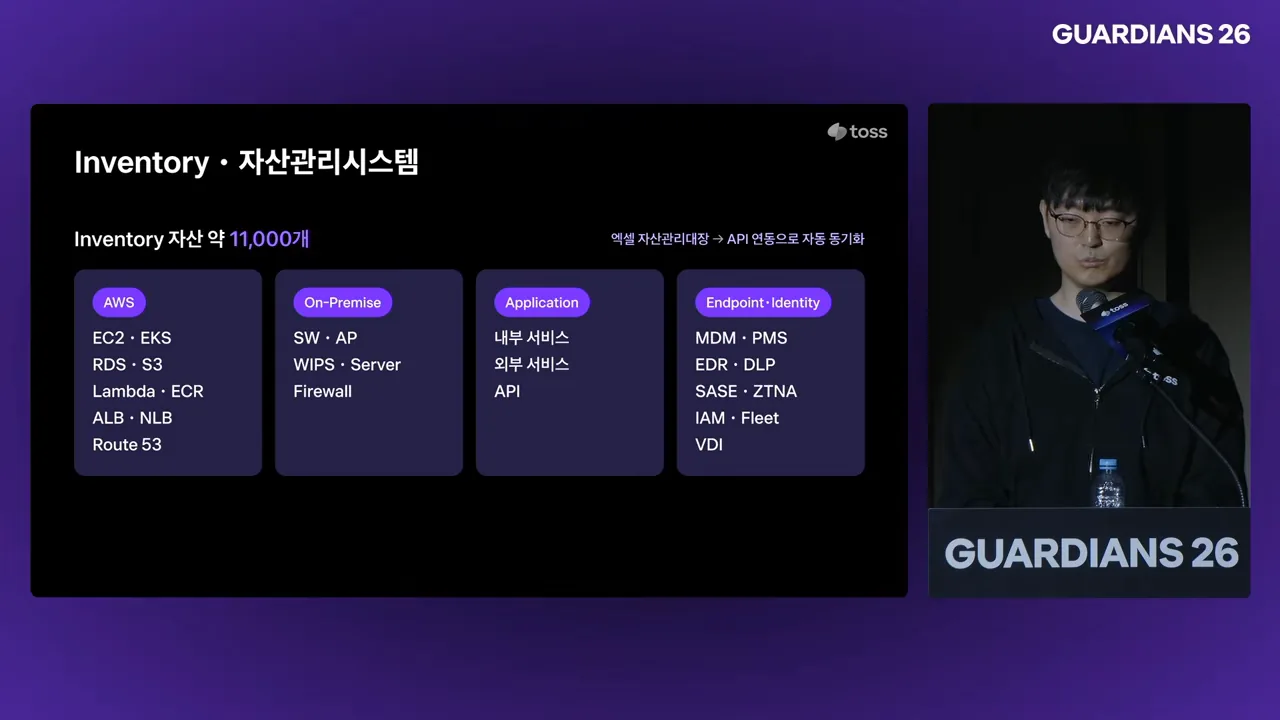 GUARDIANS 26
toss
Inventory · 자산관리시스템
Inventory 자산 약 11,000개
엑셀 자산관리대장 → API 연동으로 자동 동기화
AWS
EC2 · EKS
RDS · S3
Lambda · ECR
ALB · NLB
Route 53
On-Premise
SW · AP
WIPS · Server
Firewall
Application
내부 서비스
외부 서비스
API
Endpoint·Identity
MDM · PMS
EDR · DLP
SASE · ZTNA
IAM · Fleet
VDI
toss
toss
GUARDIANS 26